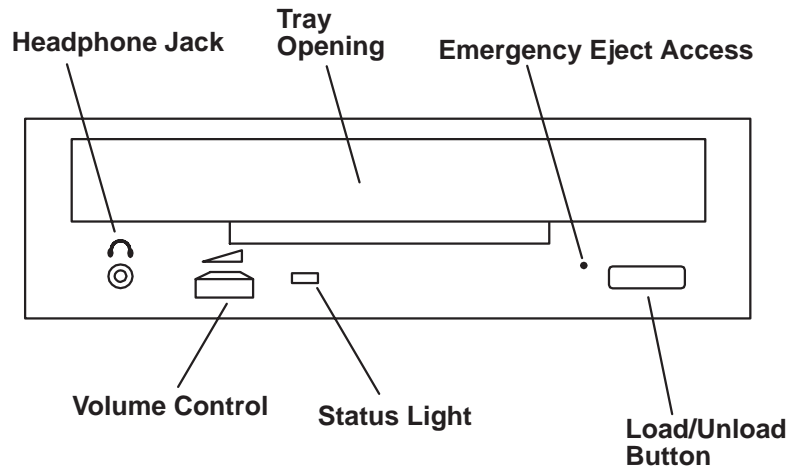 Headphone Jack
Tray
Opening
Emergency Eject Access
Volume Control
Status Light
Load/Unload
Button